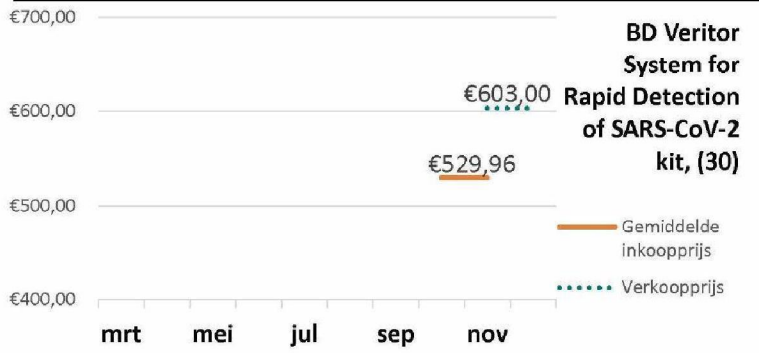 €700,00
€600,00
€500,00
€400,00
€603,00
€529,96
BD Veritor
System for
Rapid Detection
of SARS-CoV-2
kit, (30)
Gemiddelde
inkoopprijs
Verkoopprijs
mrt mei jul sep nov